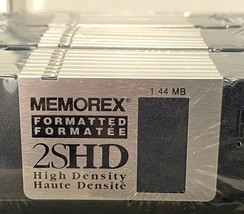 1.44 MB
MEMOREX®
FORMATTED
FORMATÉE
2SHD
High Density
Haute Densité